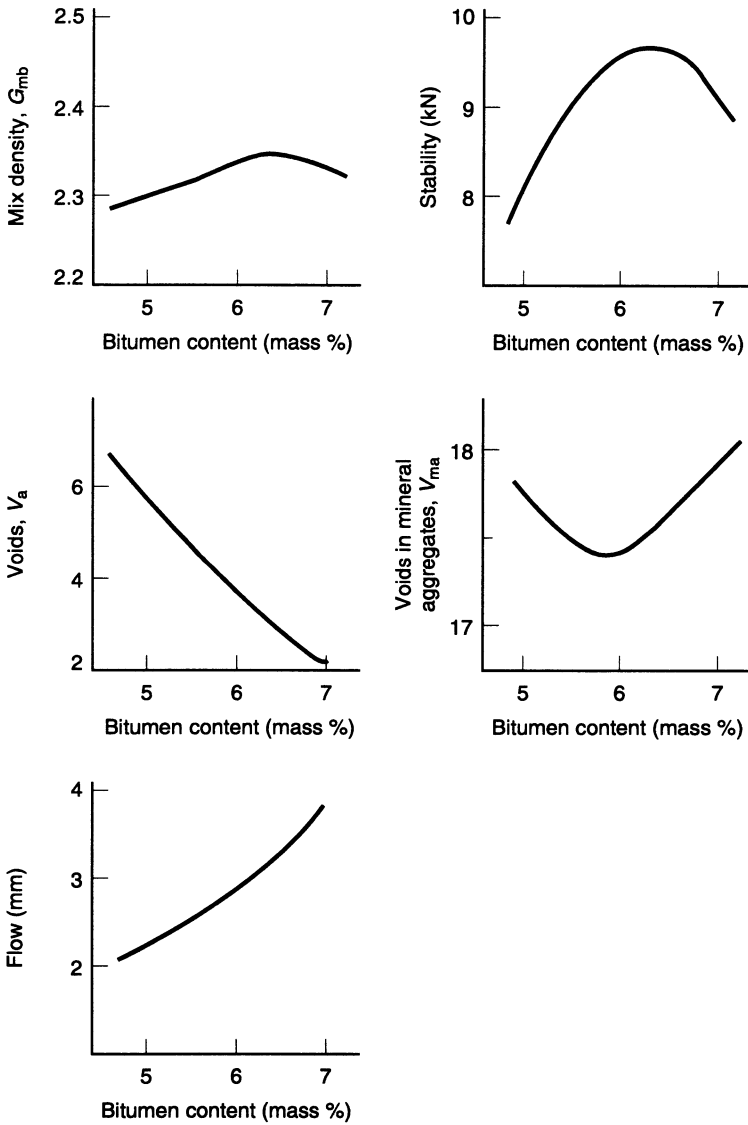 Mix density, Gmb
2.5
2.4
2.3
2.2
5 6 7
Bitumen content (mass %)
Stability (kN)
10
9
8
5 6 7
Bitumen content (mass %)
Voids, Va
6
4
2
5 6 7
Bitumen content (mass %)
Voids in mineral
aggregates, Vma
18
17
5 6 7
Bitumen content (mass %)
Flow (mm)
4
3
2
5 6 7
Bitumen content (mass %)